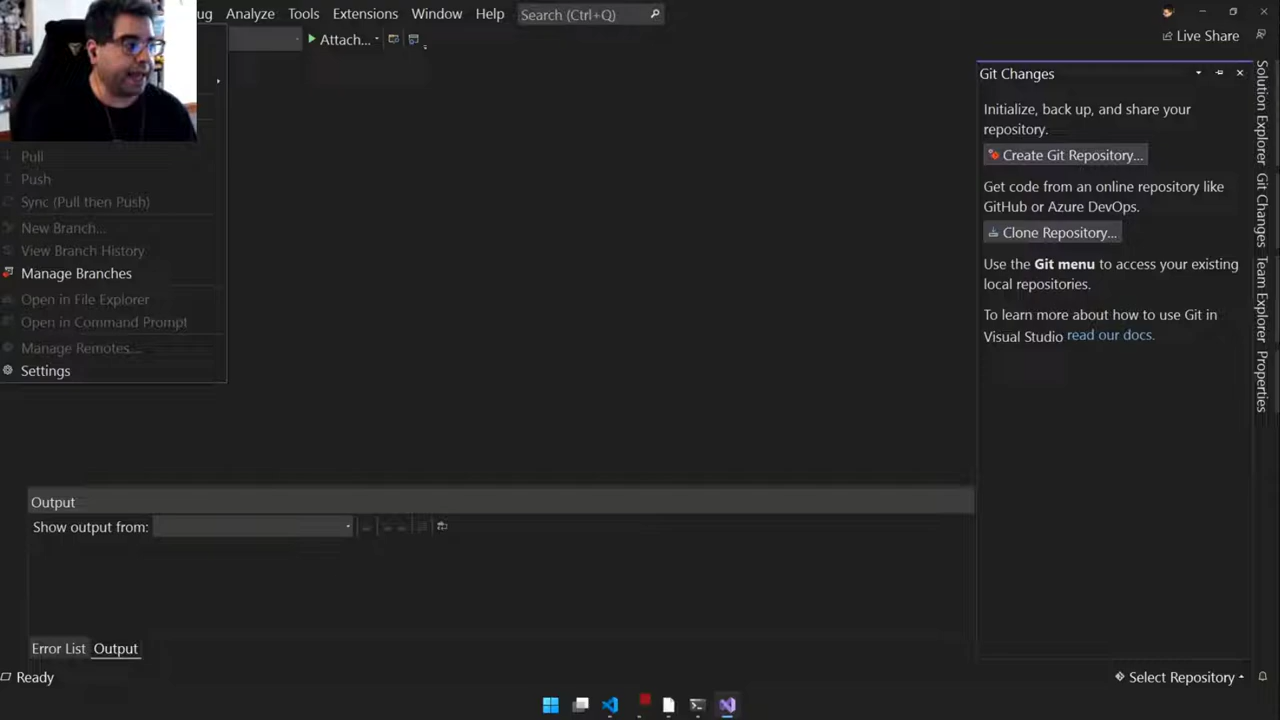 Analyze Tools Extensions Window Help Search (Ctrl+Q)
Attach...
Live Share
Git Changes
Initialize, back up, and share your
repository.
Create Git Repository...
Get code from an online repository like
GitHub or Azure DevOps.
Clone Repository...
Use the Git menu to access your existing
local repositories.
To learn more about how to use Git in
Visual Studio read our docs.
Solution Explorer
Git Changes
Team Explorer
Properties
Pull
Push
Sync (Pull then Push)
New Branch...
View Branch History
Manage Branches
Open in File Explorer
Open in Command Prompt
Manage Remotes...
Settings
Output
Show output from:
Error List Output
Ready
Select Repository